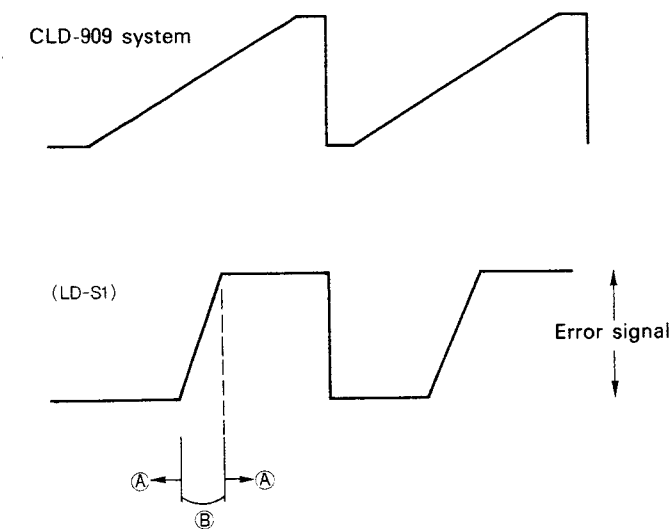 CLD-909 system
(LD-S1)
Error signal
Ⓐ Ⓐ
Ⓑ